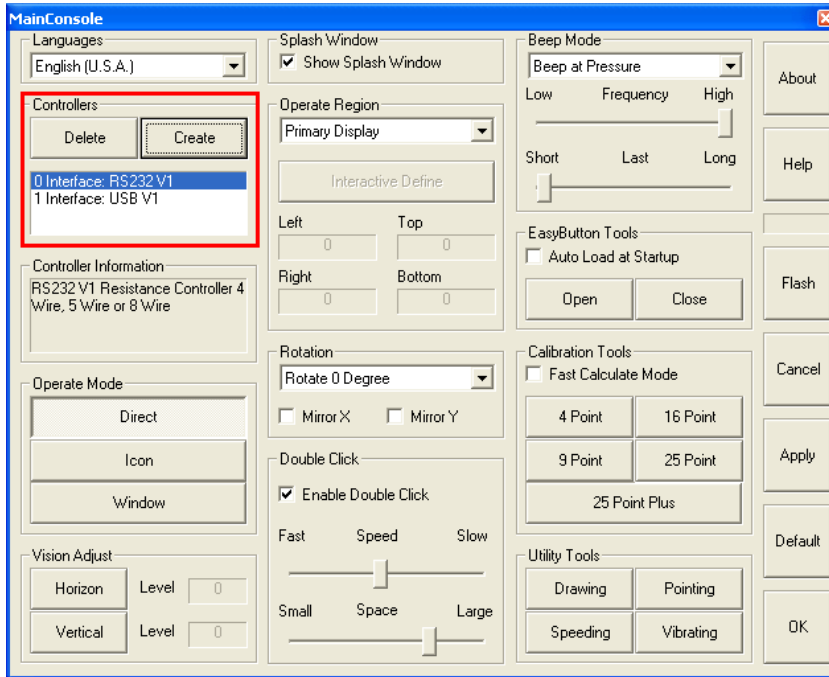 MainConsole
Languages
English (U.S.A.)
Controllers
Delete
Create
0 Interface: RS232 V1
1 Interface: USB V1
Controller Information
RS232 V1 Resistance Controller 4
Wire, 5 Wire or 8 Wire
Operate Mode
Direct
Icon
Window
Vision Adjust
Horizon
Level
0
Vertical
Level
0
Splash Window
Show Splash Window
Operate Region
Primary Display
Interactive Define
Left
Top
0
0
Right
Bottom
0
0
Rotation
Rotate 0 Degree
Mirror X
Mirror Y
Double Click
Enable Double Click
Fast
Speed
Slow
Small
Space
Large
Beep Mode
Beep at Pressure
Low
Frequency
High
Short
Last
Long
EasyButton Tools
Auto Load at Startup
Open
Close
Calibration Tools
Fast Calculate Mode
4 Point
16 Point
9 Point
25 Point
25 Point Plus
Utility Tools
Drawing
Pointing
Speeding
Vibrating
About
Help
Flash
Cancel
Apply
Default
OK